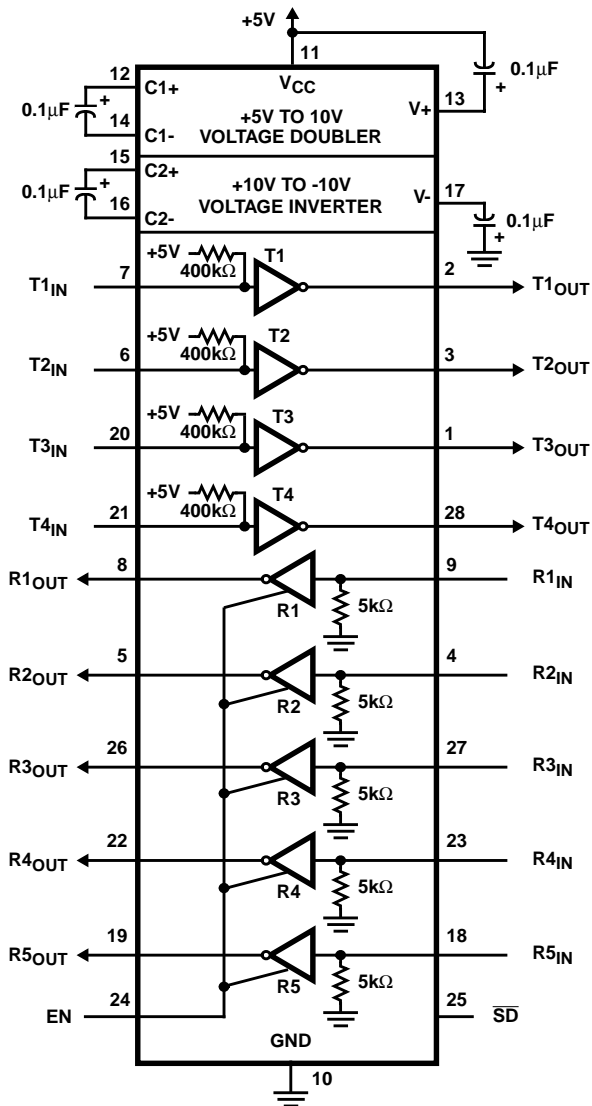 +5V
11
VCC
12
C1+
0.1μF
+
14
C1-
+5V TO 10V
VOLTAGE DOUBLER
V+
13
+
0.1μF
15
C2+
0.1μF
+
16
C2-
+10V TO -10V
VOLTAGE INVERTER
V-
17
0.1μF
+
T1IN
7
+5V
400kΩ
T1
2
T1OUT
T2IN
6
+5V
400kΩ
T2
3
T2OUT
T3IN
20
+5V
400kΩ
T3
1
T3OUT
T4IN
21
+5V
400kΩ
T4
28
T4OUT
R1OUT
8
R1
5kΩ
9
R1IN
R2OUT
5
R2
5kΩ
4
R2IN
R3OUT
26
R3
5kΩ
27
R3IN
R4OUT
22
R4
5kΩ
23
R4IN
R5OUT
19
R5
5kΩ
18
R5IN
EN
24
25
S̅D̅
GND
10